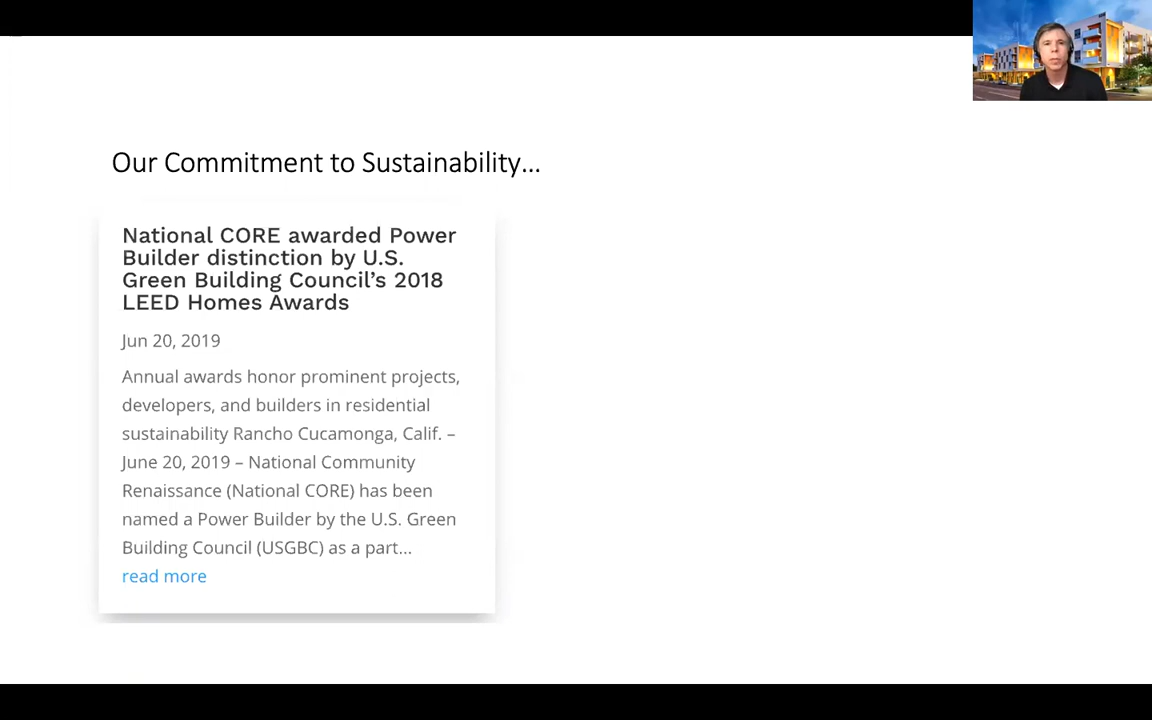 Our Commitment to Sustainability...
National CORE awarded Power
Builder distinction by U.S.
Green Building Council’s 2018
LEED Homes Awards
Jun 20, 2019
Annual awards honor prominent projects,
developers, and builders in residential
sustainability Rancho Cucamonga, Calif. –
June 20, 2019 – National Community
Renaissance (National CORE) has been
named a Power Builder by the U.S. Green
Building Council (USGBC) as a part...
read more